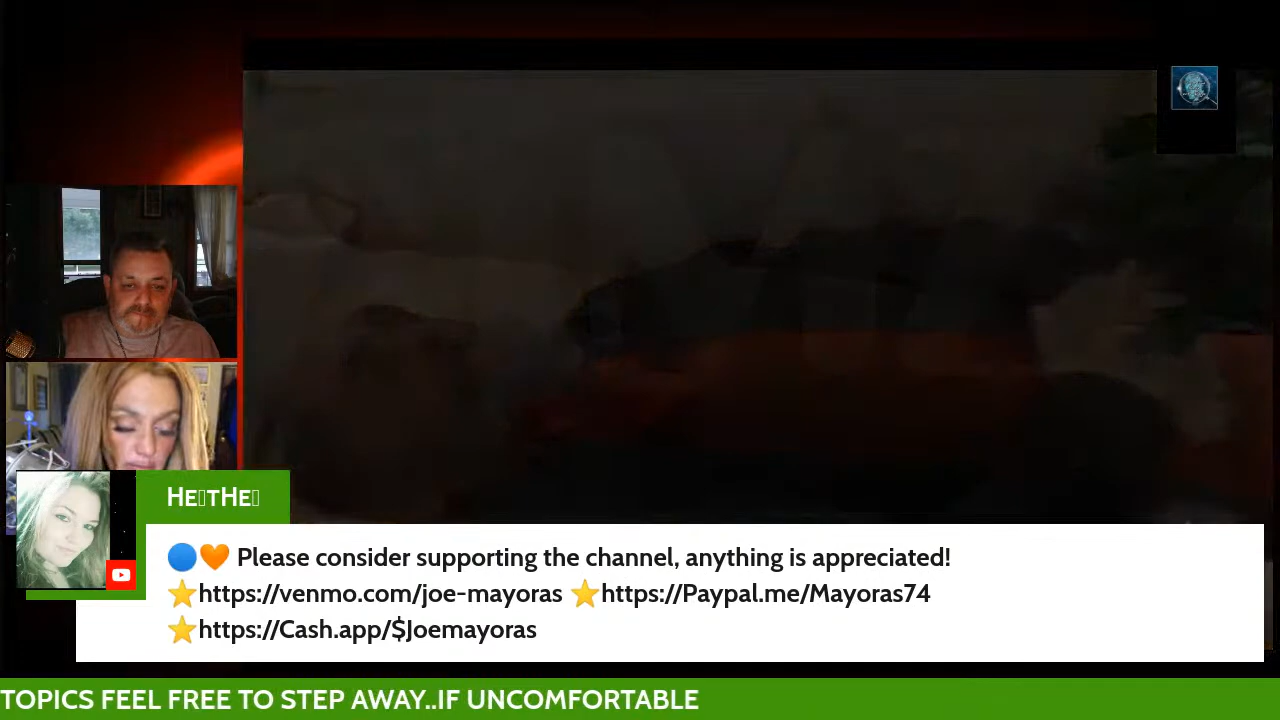 HE▯THE▯
🔵🧡 Please consider supporting the channel, anything is appreciated!
⭐https://venmo.com/joe-mayoras ⭐https://Paypal.me/Mayoras74
⭐https://Cash.app/$Joemayoras
TOPICS FEEL FREE TO STEP AWAY..IF UNCOMFORTABLE